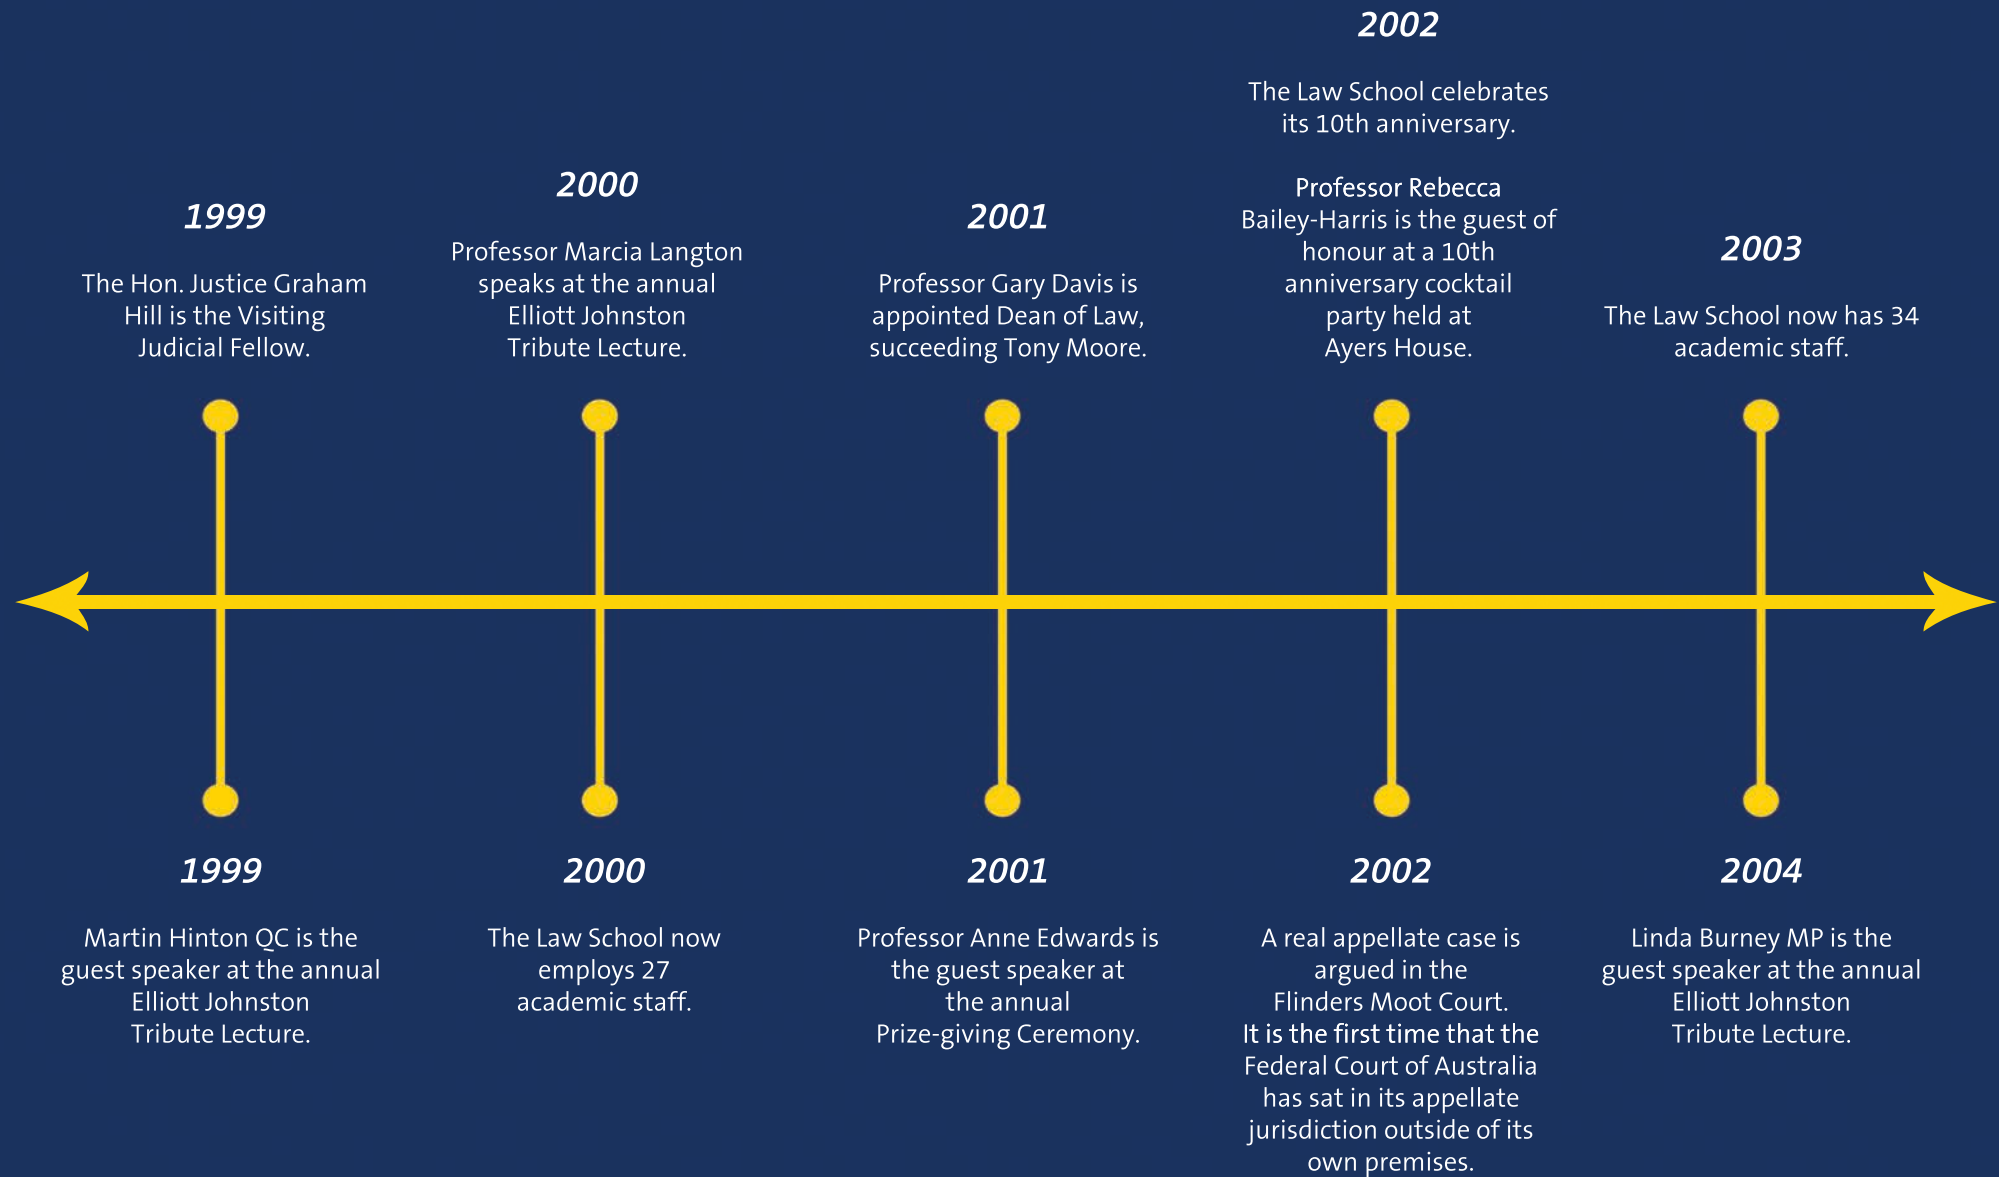 1999
The Hon. Justice Graham
Hill is the Visiting
Judicial Fellow.
2000
Professor Marcia Langton
speaks at the annual
Elliott Johnston
Tribute Lecture.
2001
Professor Gary Davis is
appointed Dean of Law,
succeeding Tony Moore.
2002
The Law School celebrates
its 10th anniversary.
Professor Rebecca
Bailey-Harris is the guest of
honour at a 10th
anniversary cocktail
party held at
Ayers House.
2003
The Law School now has 34
academic staff.
1999
Martin Hinton QC is the
guest speaker at the annual
Elliott Johnston
Tribute Lecture.
2000
The Law School now
employs 27
academic staff.
2001
Professor Anne Edwards is
the guest speaker at
the annual
Prize-giving Ceremony.
2002
A real appellate case is
argued in the
Flinders Moot Court.
It is the first time that the
Federal Court of Australia
has sat in its appellate
jurisdiction outside of its
own premises.
2004
Linda Burney MP is the
guest speaker at the annual
Elliott Johnston
Tribute Lecture.